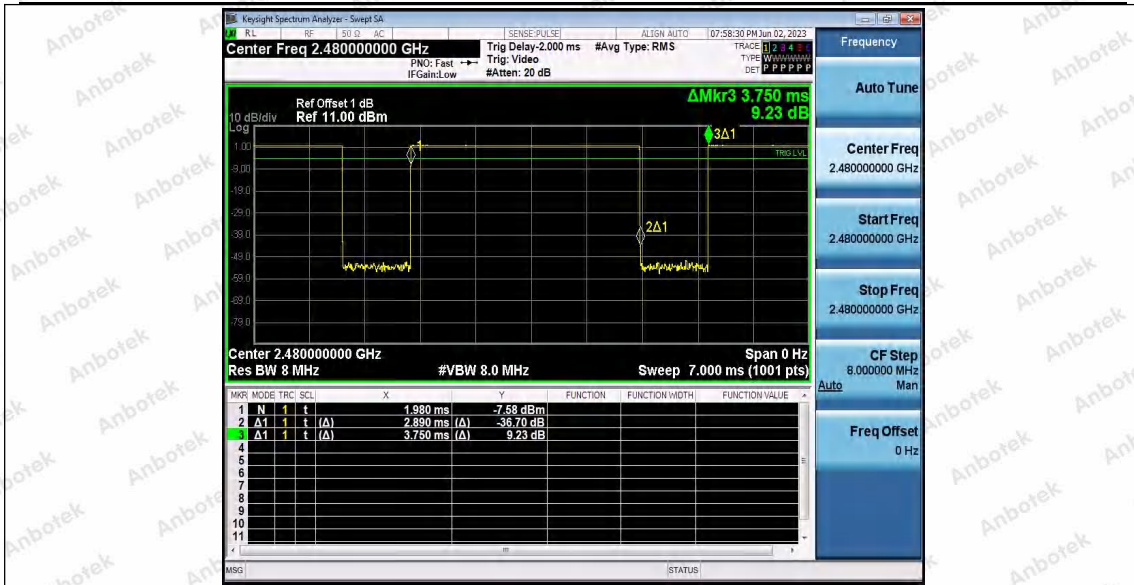 Keysight Spectrum Analyzer - Swept SA
RL RF 50 Ω AC SENSE:PULSE ALIGN AUTO 07:58:30 PM Jun 02, 2023
Center Freq 2.480000000 GHz
PNO: Fast
IFGain:Low
Trig Delay-2.000 ms
Trig: Video
#Atten: 20 dB
#Avg Type: RMS
TRACE 1 2 3 4 5 6
TYPE WWWWWW
DET P P P P P P
Ref Offset 1 dB
10 dB/div Ref 11.00 dBm
Log
ΔMkr3 3.750 ms
9.23 dB
1.00
-9.00
-19.0
-29.0
-39.0
-49.0
-59.0
-69.0
-79.0
1
3Δ1
TRIG LVL
2Δ1
Center 2.480000000 GHz Span 0 Hz
Res BW 8 MHz #VBW 8.0 MHz Sweep 7.000 ms (1001 pts)
MKR MODE TRC SCL X Y FUNCTION FUNCTION WIDTH FUNCTION VALUE
1 N 1 t 1.980 ms -7.58 dBm
2 Δ1 1 t (Δ) 2.890 ms (Δ) -36.70 dB
3 Δ1 1 t (Δ) 3.750 ms (Δ) 9.23 dB
4
5
6
7
8
9
10
11
MSG STATUS
Frequency
Auto Tune
Center Freq
2.480000000 GHz
Start Freq
2.480000000 GHz
Stop Freq
2.480000000 GHz
CF Step
8.000000 MHz
Auto Man
Freq Offset
0 Hz
Anbotek